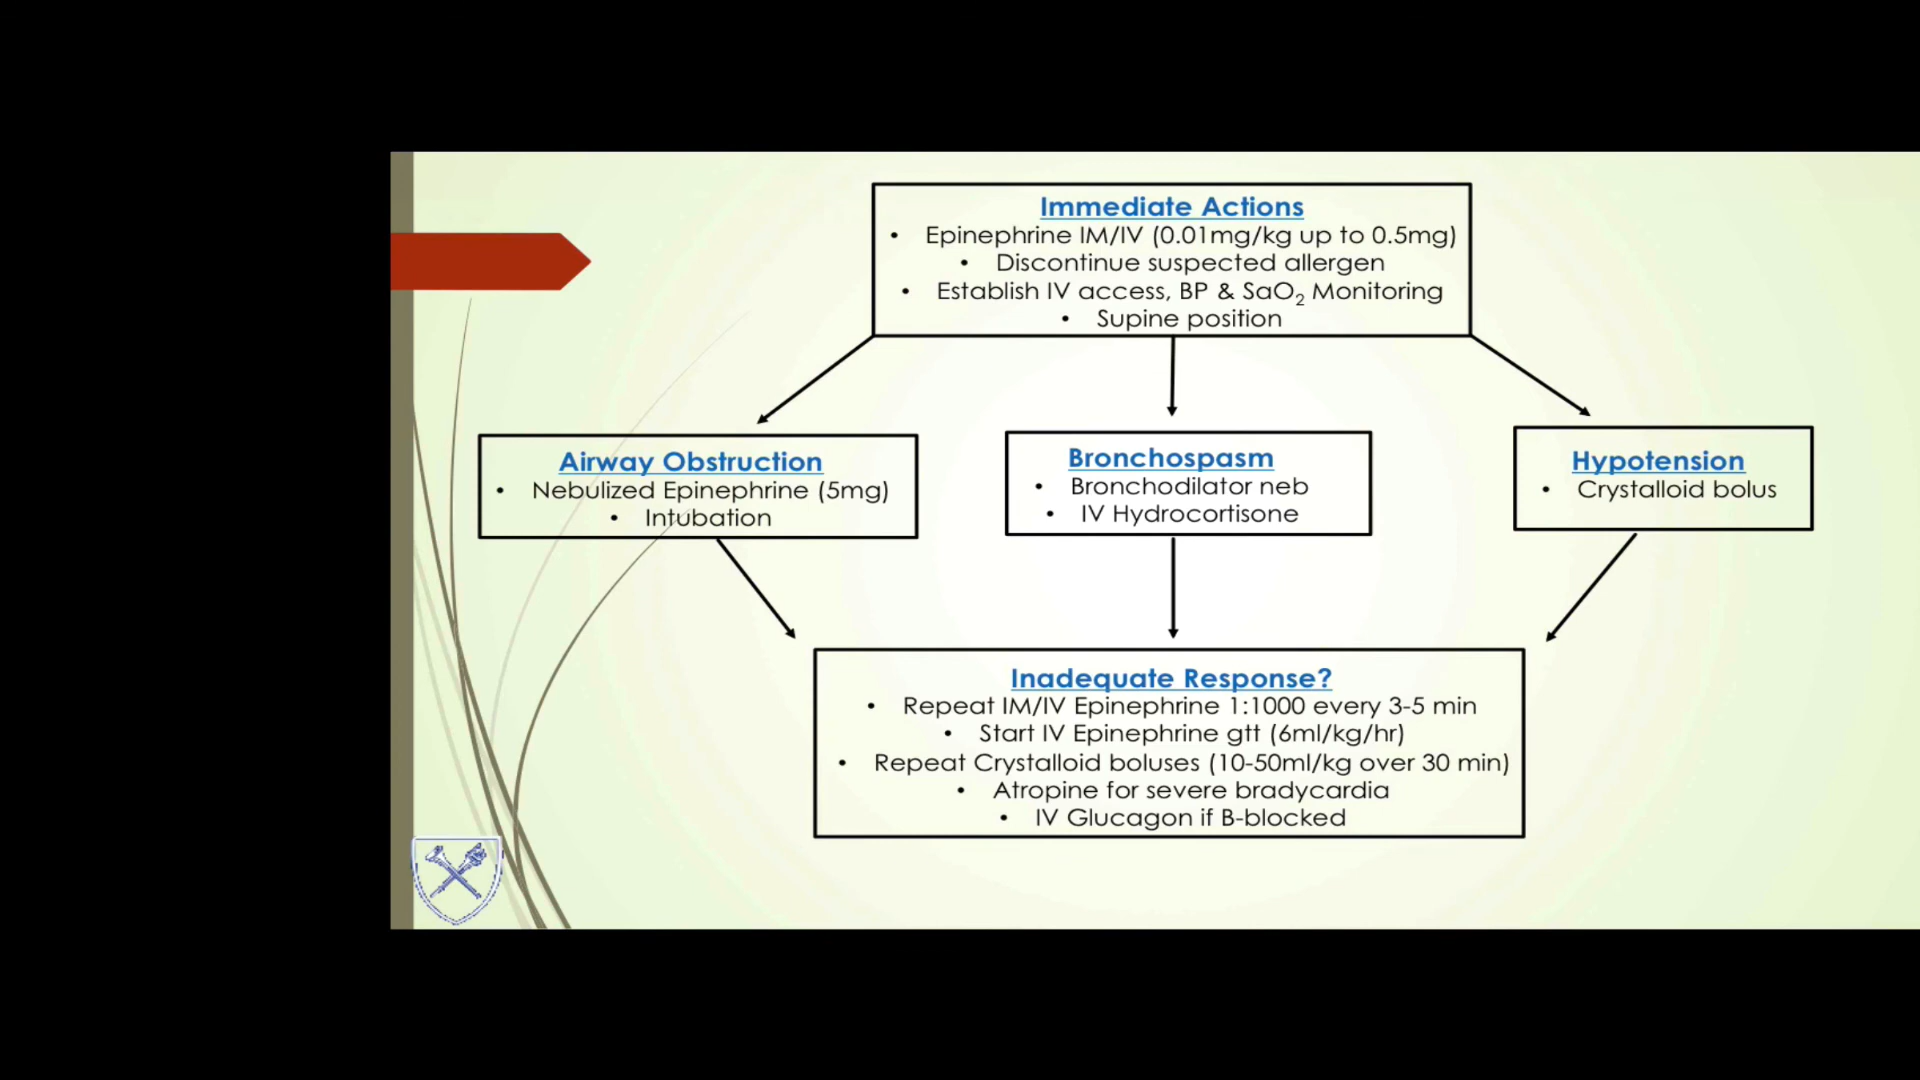 Immediate Actions
• Epinephrine IM/IV (0.01mg/kg up to 0.5mg)
• Discontinue suspected allergen
• Establish IV access, BP & SaO₂ Monitoring
• Supine position
Airway Obstruction
• Nebulized Epinephrine (5mg)
• Intubation
Bronchospasm
• Bronchodilator neb
• IV Hydrocortisone
Hypotension
• Crystalloid bolus
Inadequate Response?
• Repeat IM/IV Epinephrine 1:1000 every 3-5 min
• Start IV Epinephrine gtt (6ml/kg/hr)
• Repeat Crystalloid boluses (10-50ml/kg over 30 min)
• Atropine for severe bradycardia
• IV Glucagon if B-blocked